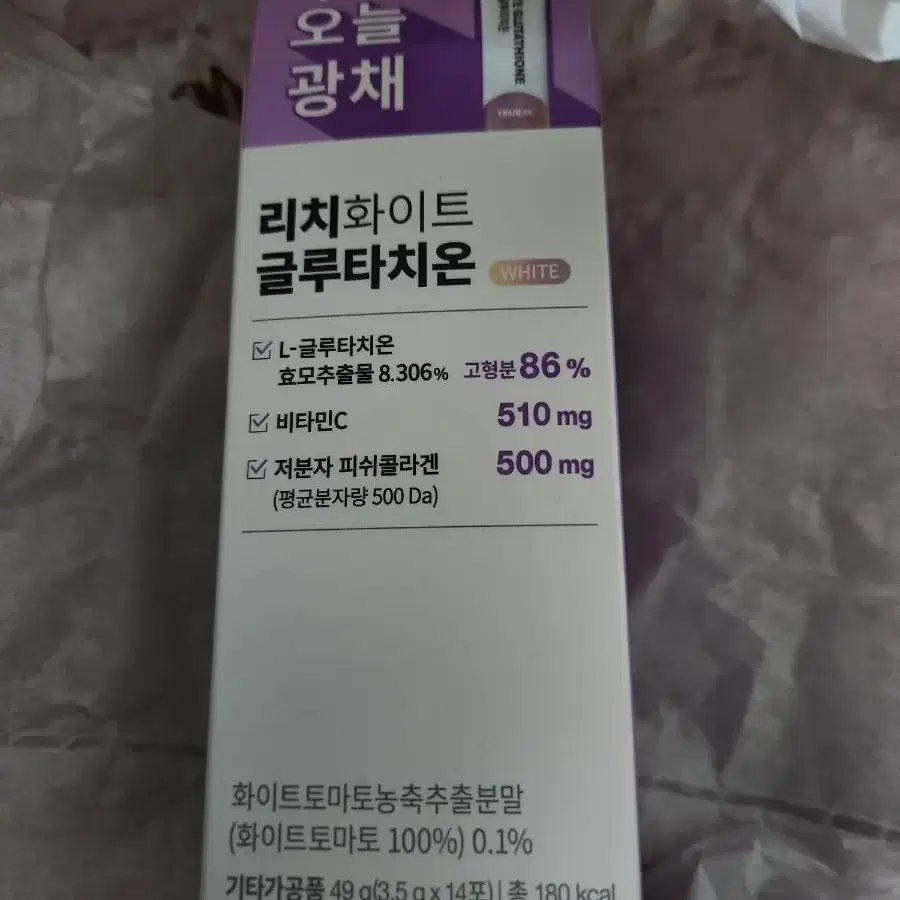 오늘
광채
TE GLUTATHIONE
리치화이트
글루타치온 WHITE
L-글루타치온
효모추출물 8.306% 고형분 86 %
비타민C 510 mg
저분자 피쉬콜라겐 500 mg
(평균분자량 500 Da)
화이트토마토농축추출분말
(화이트토마토 100%) 0.1%
기타가공품 49 g(3.5 g x 14포) | 총 180 kcal